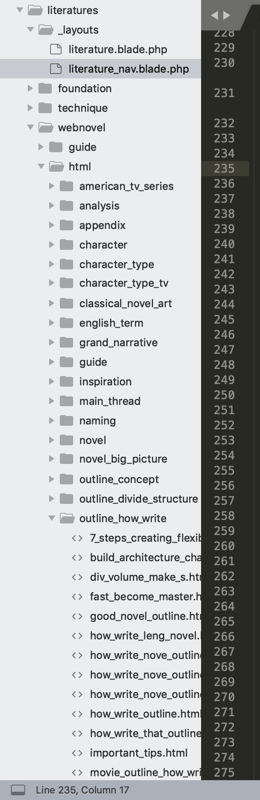 literatures
_layouts
literature.blade.php
literature_nav.blade.php
foundation
technique
webnovel
guide
html
american_tv_series
analysis
appendix
character
character_type
character_type_tv
classical_novel_art
english_term
grand_narrative
guide
inspiration
main_thread
naming
novel
novel_big_picture
outline_concept
outline_divide_structure
outline_how_write
7_steps_creating_flexib
build_architecture_cha
div_volume_make_s.ht
fast_become_master.h
good_novel_outline.ht
how_write_leng_novel.
how_write_nove_outlin
how_write_nove_outlin
how_write_nove_outlin
how_write_outline.html
how_write_that_outline
important_tips.html
movie_outline_how_wri
228
229
230
231
232
233
234
235
236
237
238
239
240
241
242
243
244
245
246
247
248
249
250
251
252
253
254
255
256
257
258
259
260
261
262
263
264
265
266
267
268
269
270
271
272
273
274
275
Line 235, Column 17